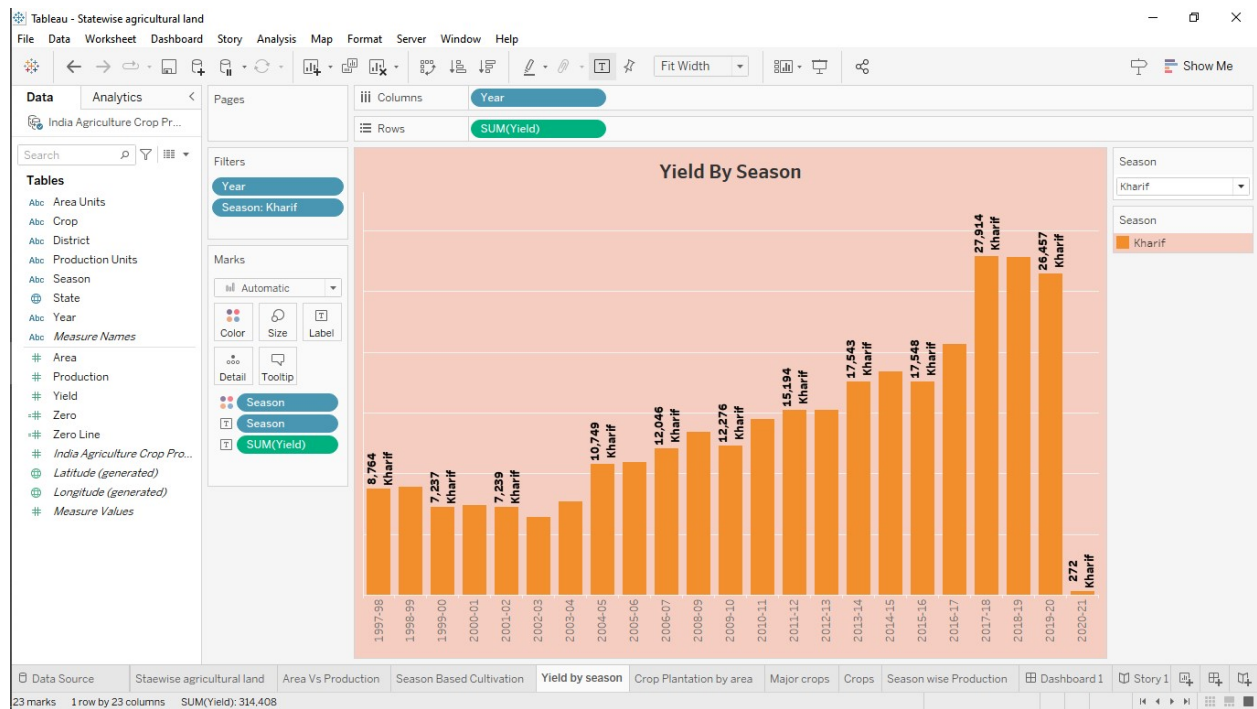 Tableau - Statewise agricultural land
File Data Worksheet Dashboard Story Analysis Map Format Server Window Help
Fit Width
Show Me
Data
Analytics
India Agriculture Crop Pr...
Search
Tables
Abc Area Units
Abc Crop
Abc District
Abc Production Units
Abc Season
State
Abc Year
Abc Measure Names
# Area
# Production
# Yield
=# Zero
=# Zero Line
# India Agriculture Crop Pro...
Latitude (generated)
Longitude (generated)
# Measure Values
Pages
Filters
Year
Season: Kharif
Marks
Automatic
Color
Size
T
Label
Detail
Tooltip
Season
T Season
T SUM(Yield)
Columns
Year
Rows
SUM(Yield)
Yield By Season
8,764
Kharif
7,237
Kharif
7,239
Kharif
10,749
Kharif
12,046
Kharif
12,276
Kharif
15,194
Kharif
17,543
Kharif
17,548
Kharif
27,914
Kharif
26,457
Kharif
272
Kharif
1997-98
1998-99
1999-00
2000-01
2001-02
2002-03
2003-04
2004-05
2005-06
2006-07
2008-09
2009-10
2010-11
2011-12
2012-13
2013-14
2014-15
2015-16
2016-17
2017-18
2018-19
2019-20
2020-21
Season
Kharif
Season
Kharif
Data Source
Staewise agricultural land
Area Vs Production
Season Based Cultivation
Yield by season
Crop Plantation by area
Major crops
Crops
Season wise Production
Dashboard 1
Story 1
23 marks 1 row by 23 columns SUM(Yield): 314,408